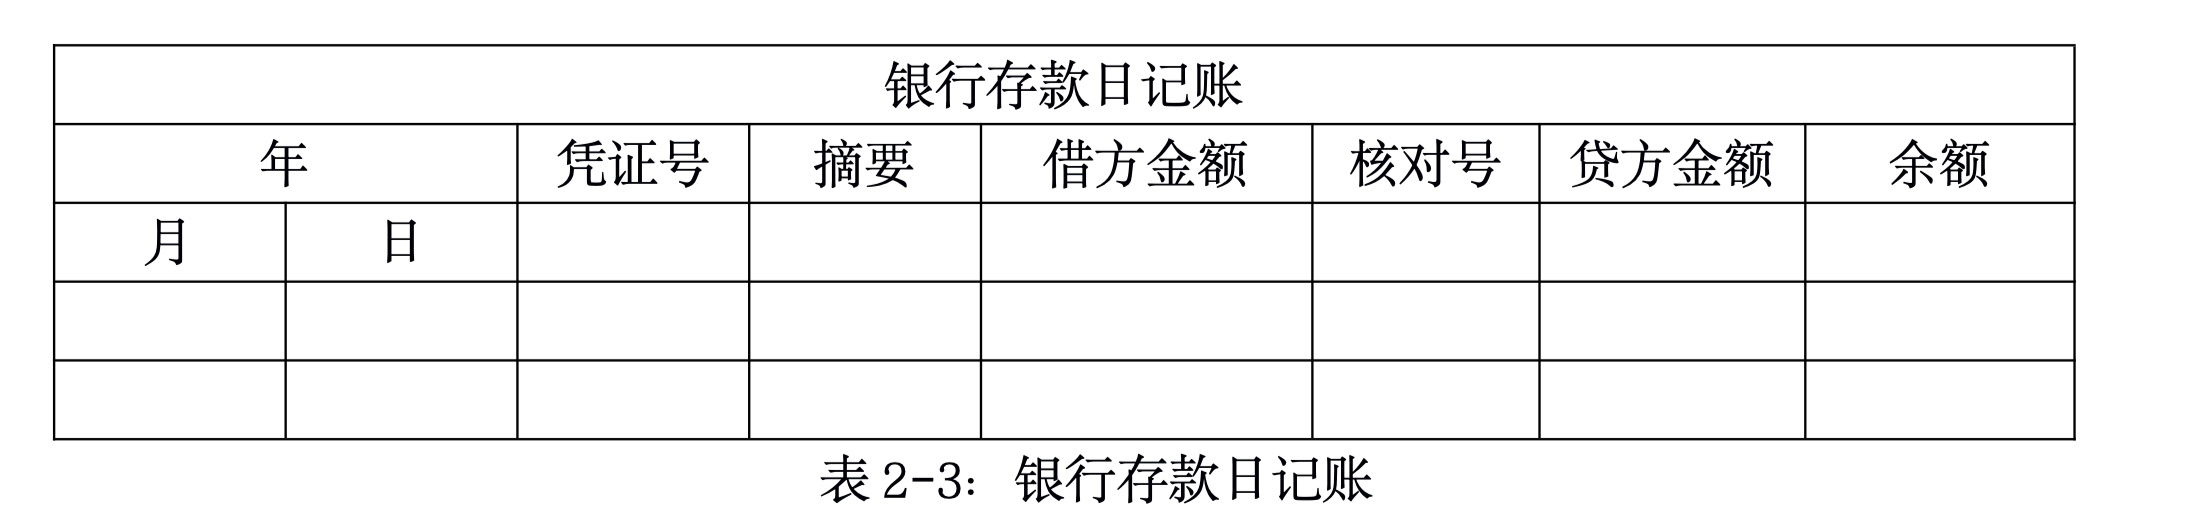 银行存款日记账
年 凭证号 摘要 借方金额 核对号 贷方金额 余额
月 日
表 2-3： 银行存款日记账